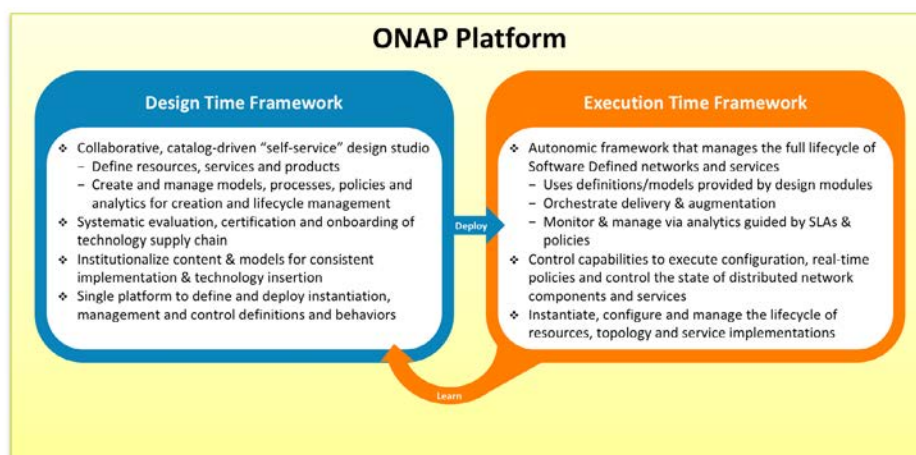 ONAP Platform
Design Time Framework
❖ Collaborative, catalog-driven “self-service” design studio
– Define resources, services and products
– Create and manage models, processes, policies and
analytics for creation and lifecycle management
❖ Systematic evaluation, certification and onboarding of
technology supply chain
❖ Institutionalize content & models for consistent
implementation & technology insertion
❖ Single platform to define and deploy instantiation,
management and control definitions and behaviors
Deploy
Execution Time Framework
❖ Autonomic framework that manages the full lifecycle of
Software Defined networks and services
– Uses definitions/models provided by design modules
– Orchestrate delivery & augmentation
– Monitor & manage via analytics guided by SLAs &
policies
❖ Control capabilities to execute configuration, real-time
policies and control the state of distributed network
components and services
❖ Instantiate, configure and manage the lifecycle of
resources, topology and service implementations
Learn